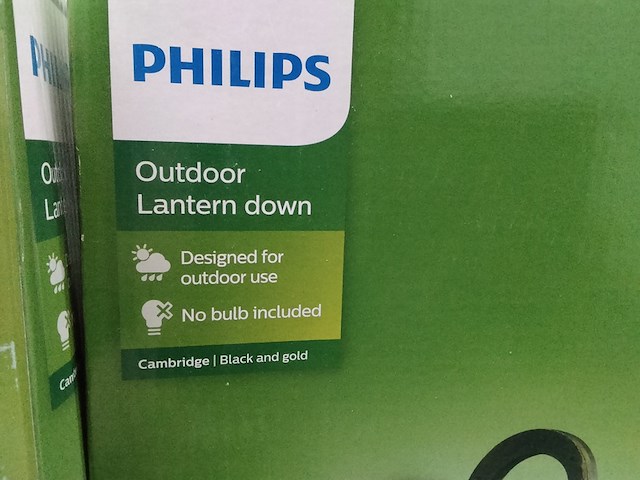 PHILIPS
Outdoor
Lantern down
Designed for
outdoor use
No bulb included
Cambridge | Black and gold